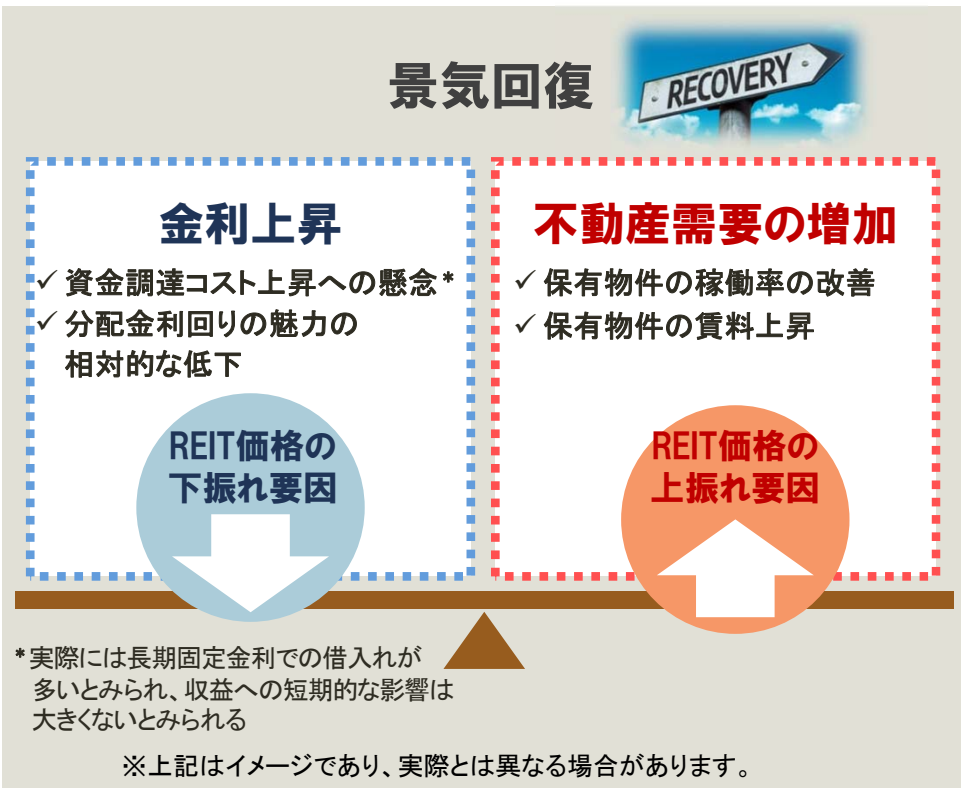 景気回復
RECOVERY
金利上昇
✓ 資金調達コスト上昇への懸念*
✓ 分配金利回りの魅力の
相対的な低下
REIT価格の
下振れ要因
不動産需要の増加
✓ 保有物件の稼働率の改善
✓ 保有物件の賃料上昇
REIT価格の
上振れ要因
*実際には長期固定金利での借入れが
多いとみられ、収益への短期的な影響は
大きくないとみられる
※上記はイメージであり、実際とは異なる場合があります。